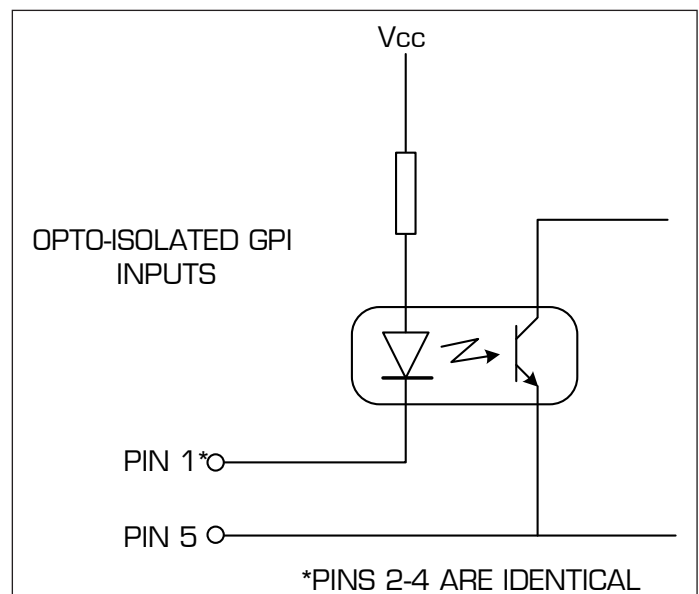 Vcc
OPTO-ISOLATED GPI
INPUTS
PIN 1*
PIN 5
*PINS 2-4 ARE IDENTICAL